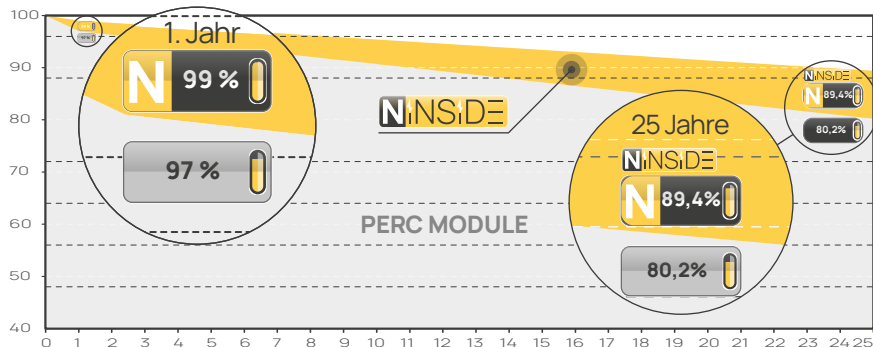 100
90
80
70
60
50
40
1. Jahr
N 99 %
97 %
NiNSiDE
PERC MODULE
25 Jahre
NiNSiDE
N 89,4%
80,2%
NiNSiDE
N 89,4%
80,2%
0 1 2 3 4 5 6 7 8 9 10 11 12 13 14 15 16 17 18 19 20 21 22 23 24 25